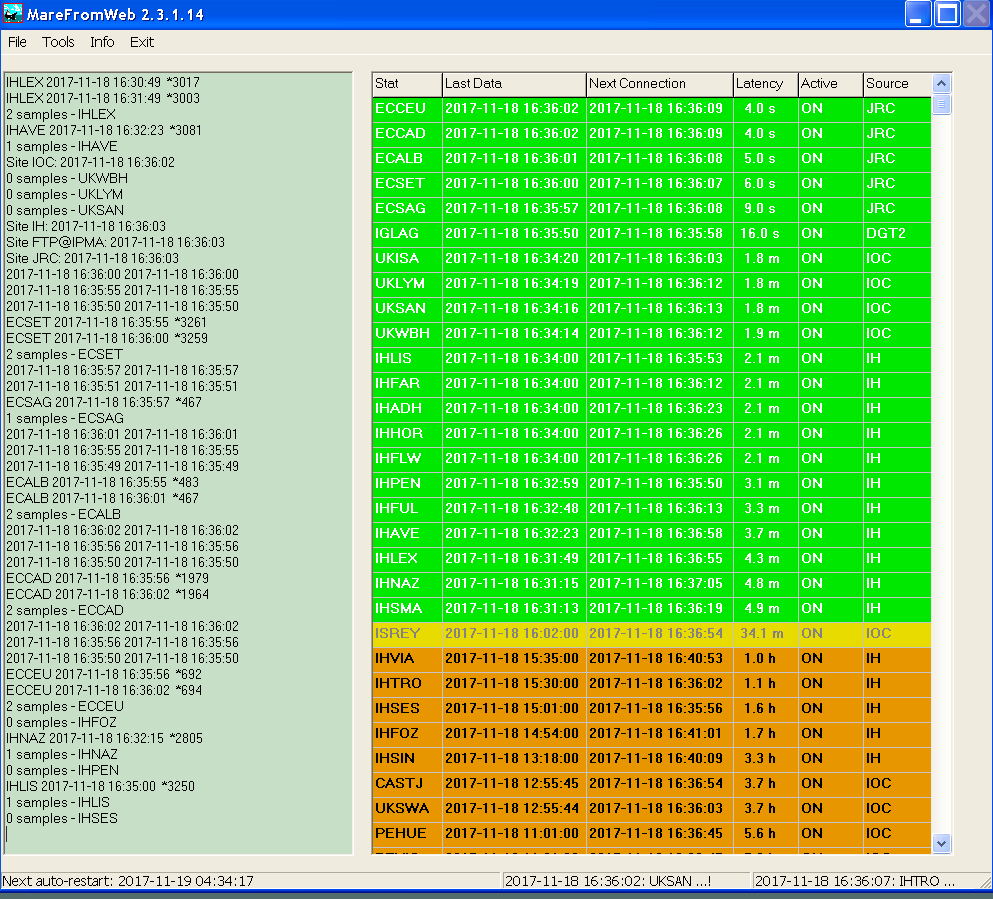 MareFromWeb 2.3.1.14
File Tools Info Exit
IHLEX 2017-11-18 16:30:49 *3017
IHLEX 2017-11-18 16:31:49 *3003
2 samples - IHLEX
IHAVE 2017-11-18 16:32:23 *3081
1 samples - IHAVE
Site IOC: 2017-11-18 16:36:02
0 samples - UKWBH
0 samples - UKLYM
0 samples - UKSAN
Site IH: 2017-11-18 16:36:03
Site FTP@IPMA: 2017-11-18 16:36:03
Site JRC: 2017-11-18 16:36:03
2017-11-18 16:36:00 2017-11-18 16:36:00
2017-11-18 16:35:55 2017-11-18 16:35:55
2017-11-18 16:35:50 2017-11-18 16:35:50
ECSET 2017-11-18 16:35:55 *3261
ECSET 2017-11-18 16:36:00 *3259
2 samples - ECSET
2017-11-18 16:35:57 2017-11-18 16:35:57
2017-11-18 16:35:51 2017-11-18 16:35:51
ECSAG 2017-11-18 16:35:57 *467
1 samples - ECSAG
2017-11-18 16:36:01 2017-11-18 16:36:01
2017-11-18 16:35:55 2017-11-18 16:35:55
2017-11-18 16:35:49 2017-11-18 16:35:49
ECALB 2017-11-18 16:35:55 *483
ECALB 2017-11-18 16:36:01 *467
2 samples - ECALB
2017-11-18 16:36:02 2017-11-18 16:36:02
2017-11-18 16:35:56 2017-11-18 16:35:56
2017-11-18 16:35:50 2017-11-18 16:35:50
ECCAD 2017-11-18 16:35:56 *1979
ECCAD 2017-11-18 16:36:02 *1964
2 samples - ECCAD
2017-11-18 16:36:02 2017-11-18 16:36:02
2017-11-18 16:35:56 2017-11-18 16:35:56
2017-11-18 16:35:50 2017-11-18 16:35:50
ECCEU 2017-11-18 16:35:56 *692
ECCEU 2017-11-18 16:36:02 *694
2 samples - ECCEU
0 samples - IHFOZ
IHNAZ 2017-11-18 16:32:15 *2805
1 samples - IHNAZ
0 samples - IHPEN
IHLIS 2017-11-18 16:35:00 *3250
1 samples - IHLIS
0 samples - IHSES
Stat Last Data Next Connection Latency Active Source
ECCEU 2017-11-18 16:36:02 2017-11-18 16:36:09 4.0 s ON JRC
ECCAD 2017-11-18 16:36:02 2017-11-18 16:36:09 4.0 s ON JRC
ECALB 2017-11-18 16:36:01 2017-11-18 16:36:08 5.0 s ON JRC
ECSET 2017-11-18 16:36:00 2017-11-18 16:36:07 6.0 s ON JRC
ECSAG 2017-11-18 16:35:57 2017-11-18 16:36:08 9.0 s ON JRC
IGLAG 2017-11-18 16:35:50 2017-11-18 16:35:58 16.0 s ON DGT2
UKISA 2017-11-18 16:34:20 2017-11-18 16:36:03 1.8 m ON IOC
UKLYM 2017-11-18 16:34:19 2017-11-18 16:36:12 1.8 m ON IOC
UKSAN 2017-11-18 16:34:16 2017-11-18 16:36:13 1.8 m ON IOC
UKWBH 2017-11-18 16:34:14 2017-11-18 16:36:12 1.9 m ON IOC
IHLIS 2017-11-18 16:34:00 2017-11-18 16:35:53 2.1 m ON IH
IHFAR 2017-11-18 16:34:00 2017-11-18 16:36:12 2.1 m ON IH
IHADH 2017-11-18 16:34:00 2017-11-18 16:36:23 2.1 m ON IH
IHHOR 2017-11-18 16:34:00 2017-11-18 16:36:26 2.1 m ON IH
IHFLW 2017-11-18 16:34:00 2017-11-18 16:36:26 2.1 m ON IH
IHPEN 2017-11-18 16:32:59 2017-11-18 16:35:50 3.1 m ON IH
IHFUL 2017-11-18 16:32:48 2017-11-18 16:36:13 3.3 m ON IH
IHAVE 2017-11-18 16:32:23 2017-11-18 16:36:58 3.7 m ON IH
IHLEX 2017-11-18 16:31:49 2017-11-18 16:36:55 4.3 m ON IH
IHNAZ 2017-11-18 16:31:15 2017-11-18 16:37:05 4.8 m ON IH
IHSMA 2017-11-18 16:31:13 2017-11-18 16:36:19 4.9 m ON IH
ISREY 2017-11-18 16:02:00 2017-11-18 16:36:54 34.1 m ON IOC
IHVIA 2017-11-18 15:35:00 2017-11-18 16:40:53 1.0 h ON IH
IHTRO 2017-11-18 15:30:00 2017-11-18 16:36:02 1.1 h ON IH
IHSES 2017-11-18 15:01:00 2017-11-18 16:35:56 1.6 h ON IH
IHFOZ 2017-11-18 14:54:00 2017-11-18 16:41:01 1.7 h ON IH
IHSIN 2017-11-18 13:18:00 2017-11-18 16:40:09 3.3 h ON IH
CASTJ 2017-11-18 12:55:45 2017-11-18 16:36:54 3.7 h ON IOC
UKSWA 2017-11-18 12:55:44 2017-11-18 16:36:03 3.7 h ON IOC
PEHUE 2017-11-18 11:01:00 2017-11-18 16:36:45 5.6 h ON IOC
Next auto-restart: 2017-11-19 04:34:17
2017-11-18 16:36:02: UKSAN ...!
2017-11-18 16:36:07: IHTRO ...